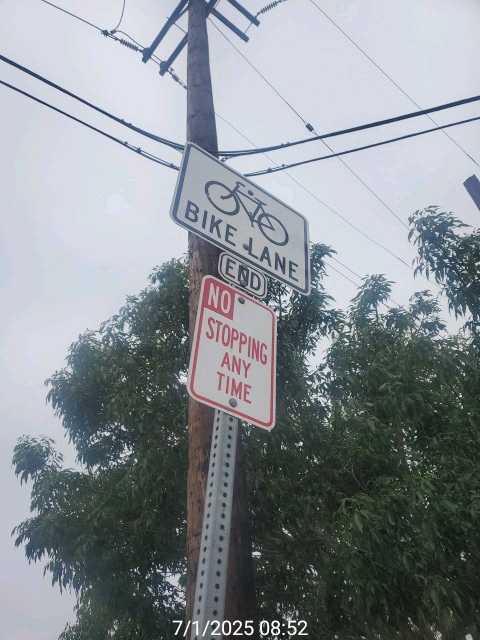 BIKE LANE
END
NO
STOPPING
ANY
TIME
7/1/2025 08:52